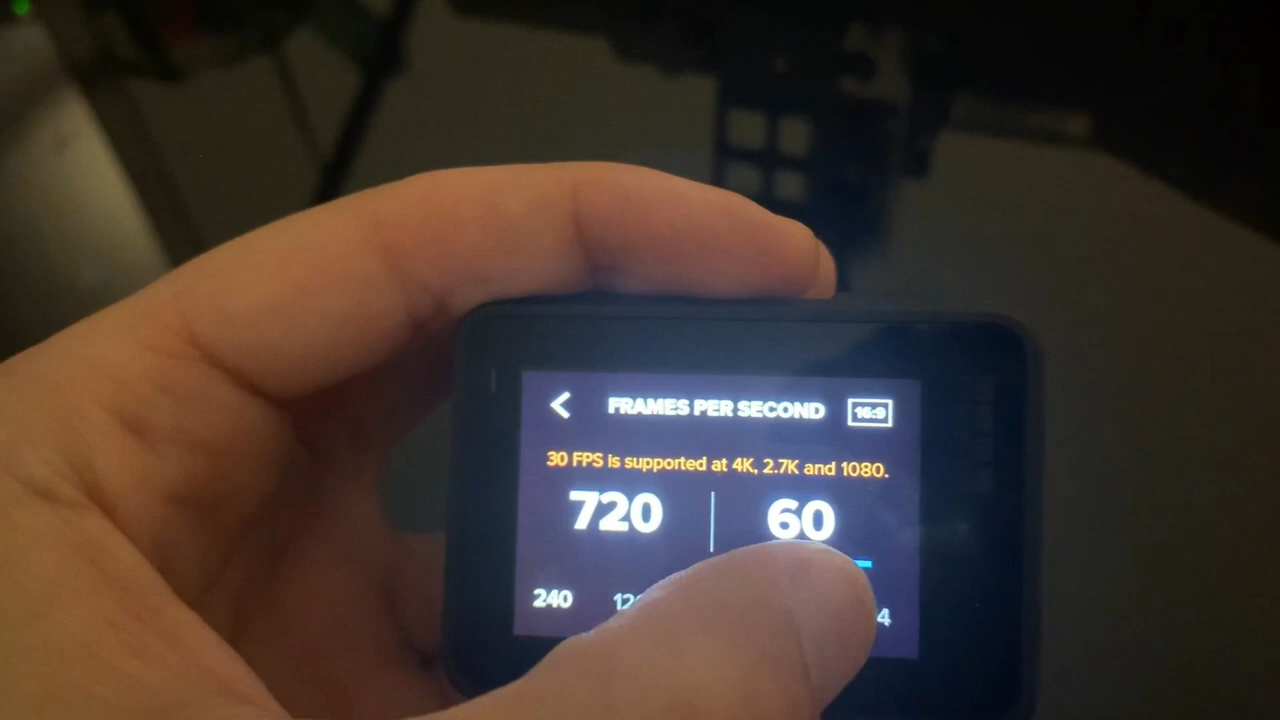 FRAMES PER SECOND 16:9
30 FPS is supported at 4K, 2.7K and 1080.
720 60
240